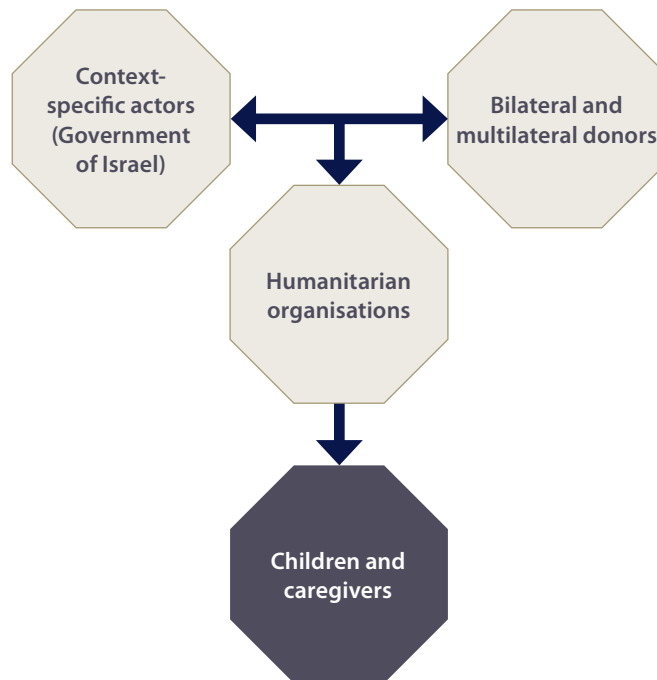 Context-
specific actors
(Government
of Israel)
Bilateral and
multilateral donors
Humanitarian
organisations
Children and
caregivers